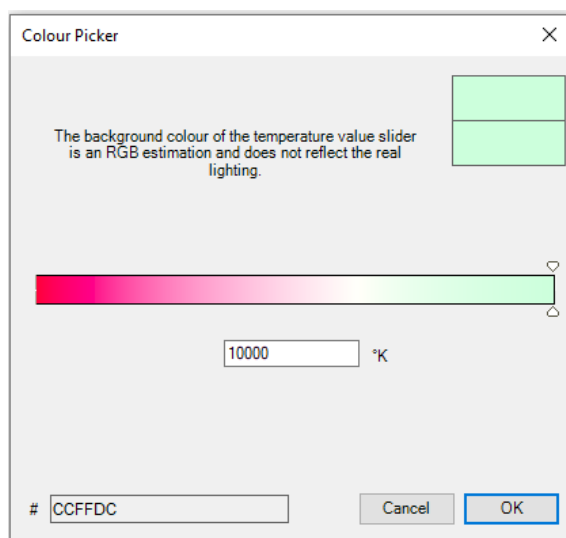 Colour Picker
The background colour of the temperature value slider
is an RGB estimation and does not reflect the real
lighting.
10000 °K
# CCFFDC
Cancel OK